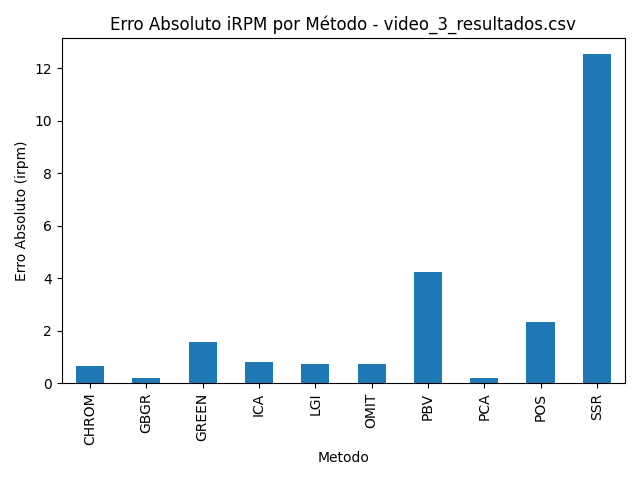 Erro Absoluto iRPM por Método - video_3_resultados.csv
Erro Absoluto (irpm)
12
10
8
6
4
2
0
CHROM
GBGR
GREEN
ICA
LGI
OMIT
PBV
PCA
POS
SSR
Metodo